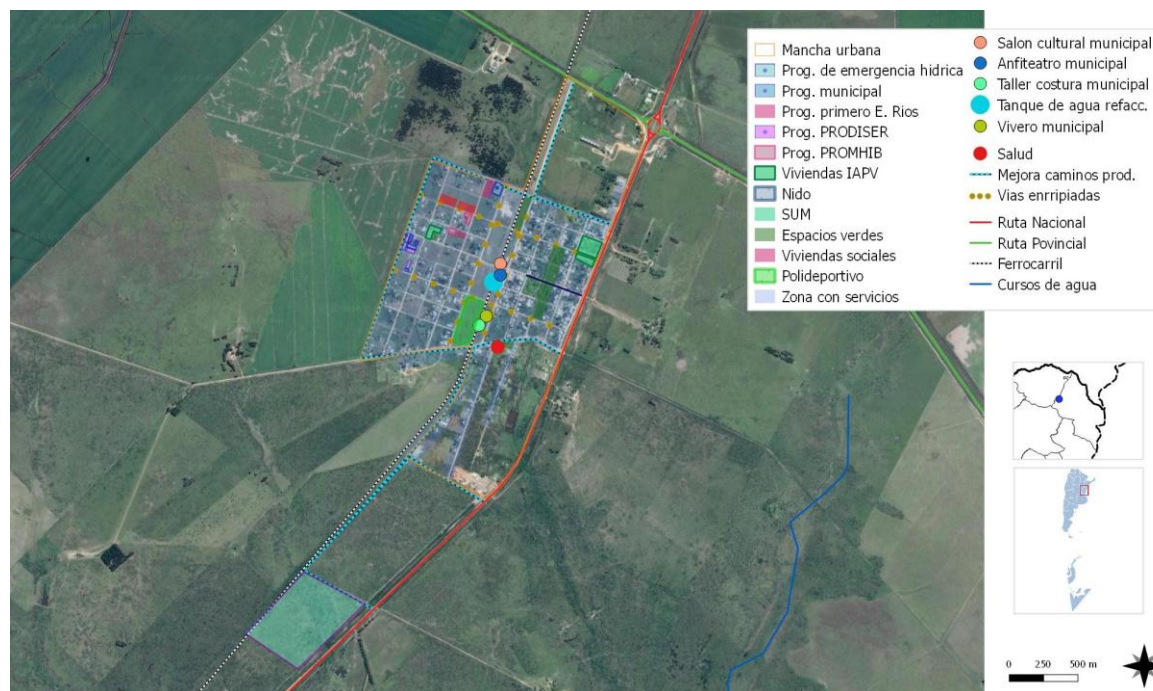 Mancha urbana
Prog. de emergencia hidrica
Prog. municipal
Prog. primero E. Rios
Prog. PRODISER
Prog. PROMHIB
Viviendas IAPV
Nido
SUM
Espacios verdes
Viviendas sociales
Polideportivo
Zona con servicios
Salon cultural municipal
Anfiteatro municipal
Taller costura municipal
Tanque de agua refacc.
Vivero municipal
Salud
Mejora caminos prod.
Vias enrripiadas
Ruta Nacional
Ruta Povincial
Ferrocarril
Cursos de agua
0 250 500 m